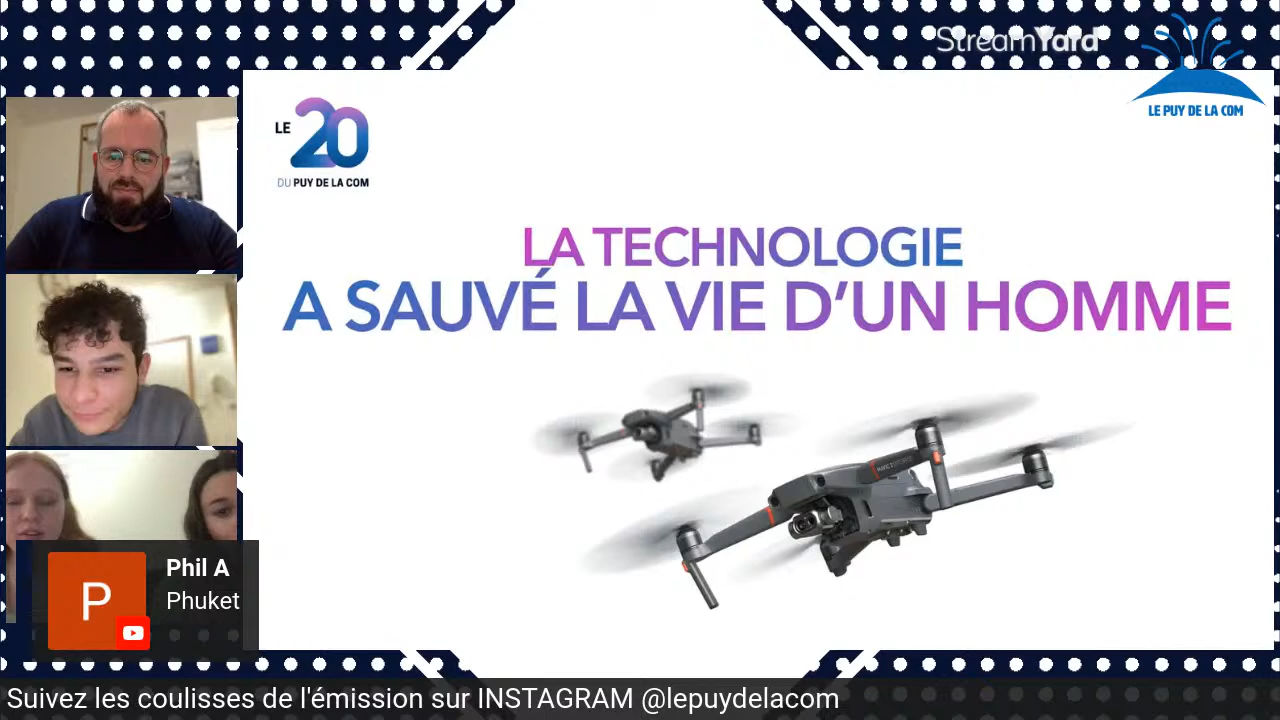 StreamYard
LE PUY DE LA COM
LE 20
DU PUY DE LA COM
LA TECHNOLOGIE
A SAUVÉ LA VIE D'UN HOMME
P
Phil A
Phuket
Suivez les coulisses de l'émission sur INSTAGRAM @lepuydelacom